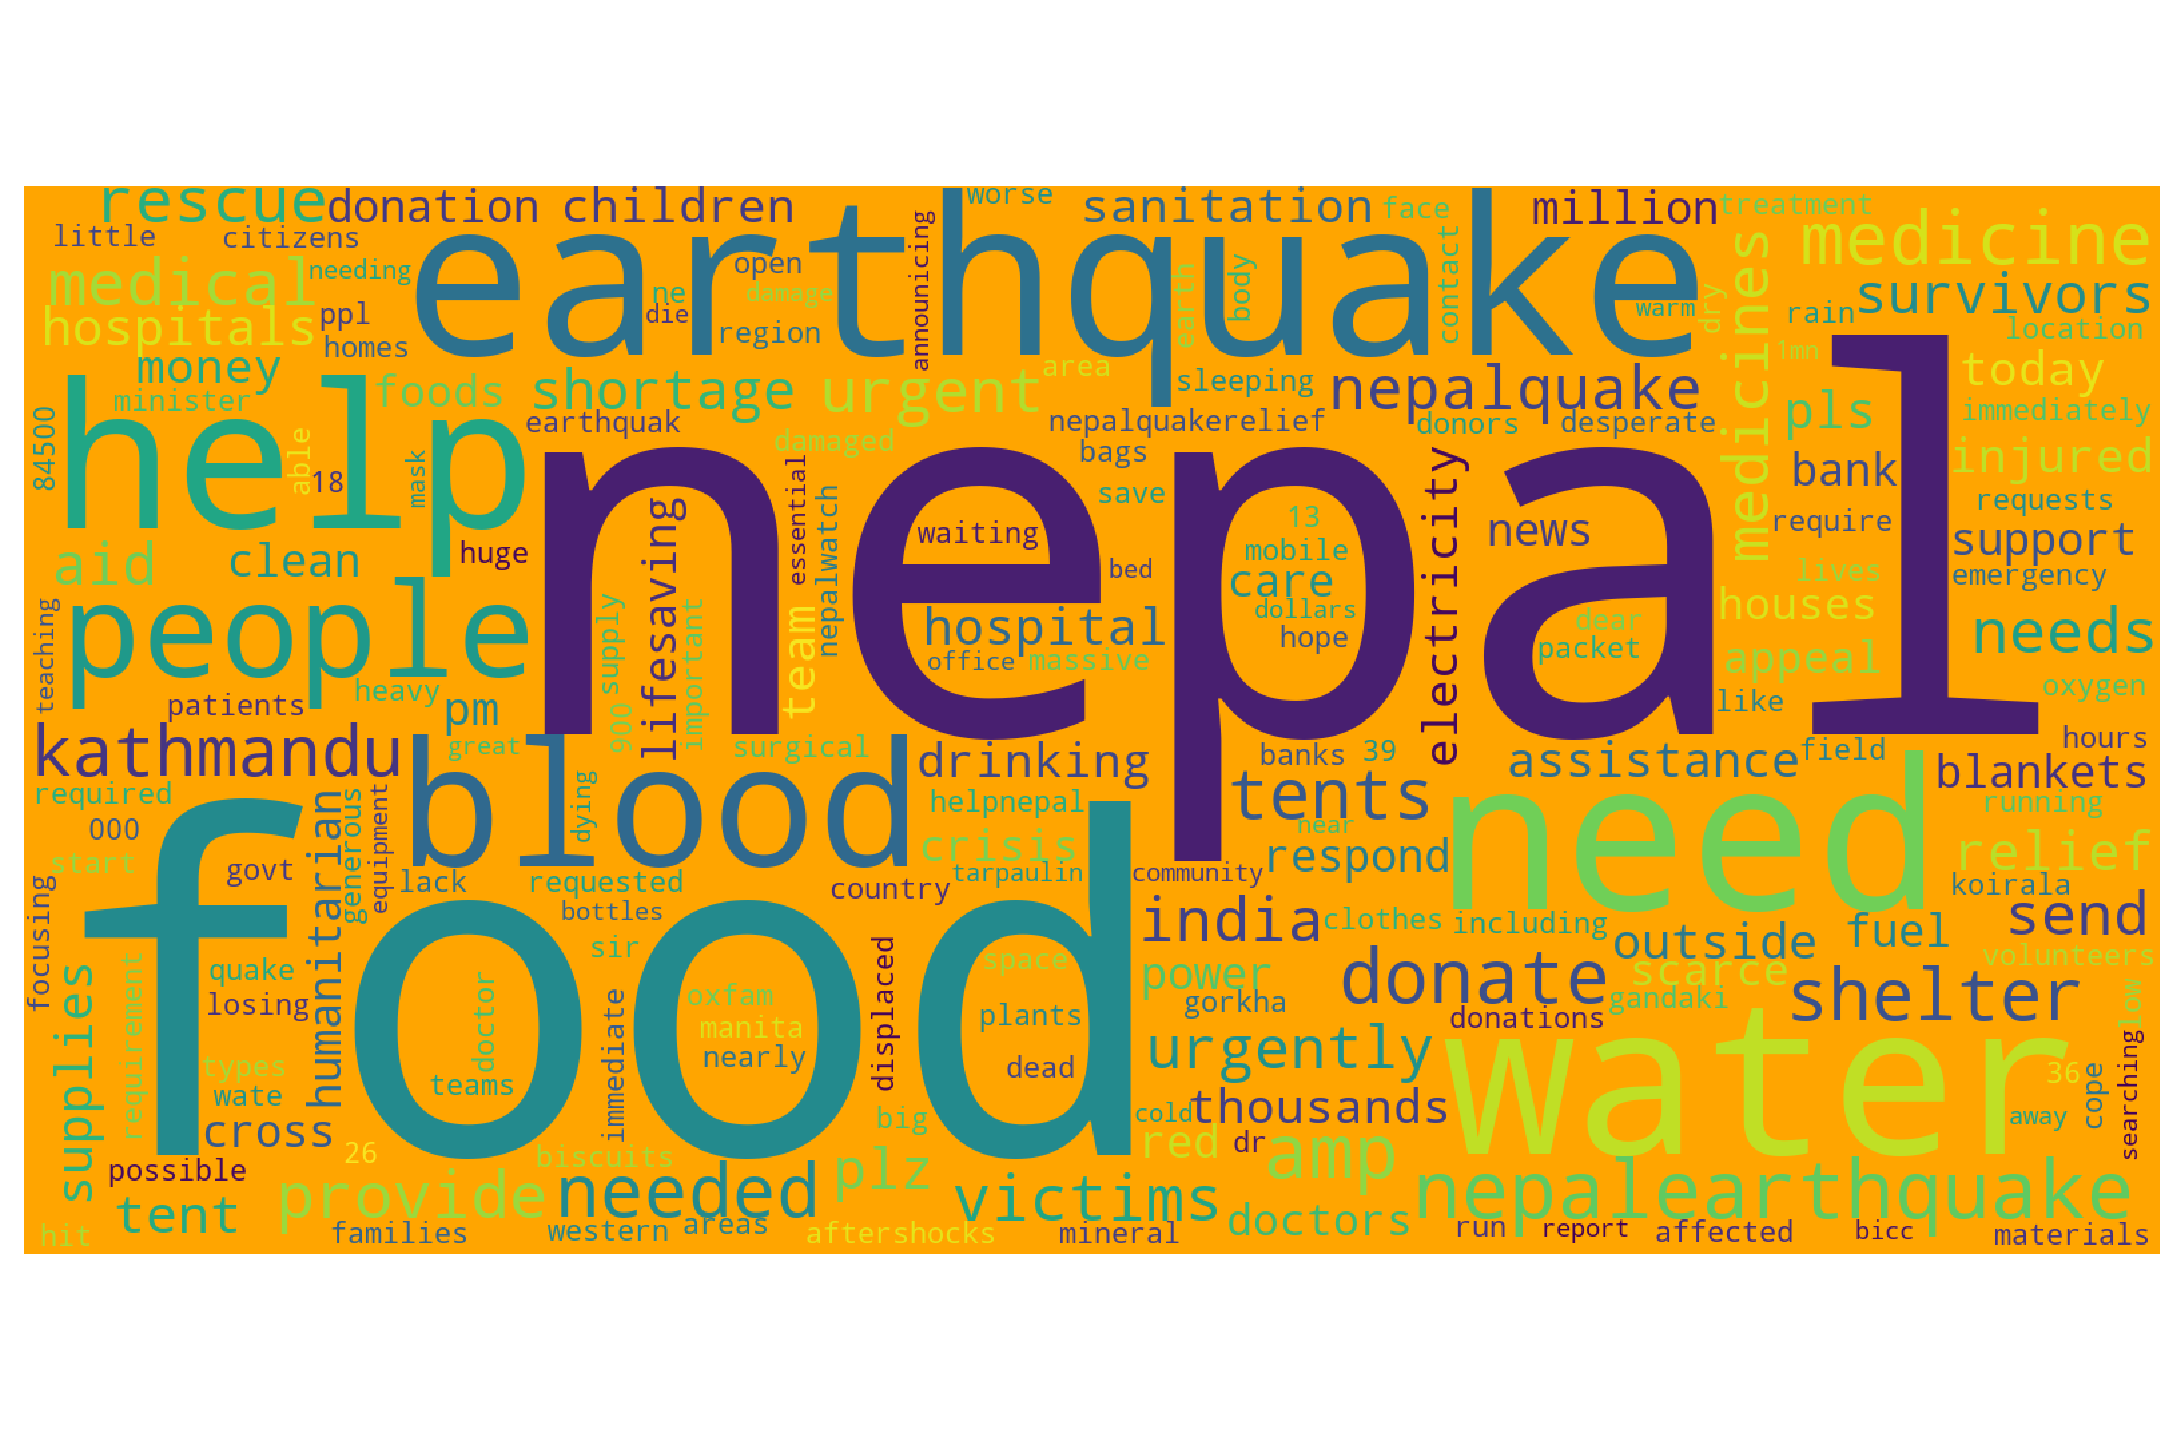 rescue donation children worse sanitation face million treatment
little citizens needing open announicing earthquake contact medicines medicine
medical ne damage earth body warm dry survivors
hospitals ppl die region rain location
money homes area 1mn today
minister foods shortage urgent sleeping nepalquake pls immediately
help earthquak nepalquakerelief donors desperate
84500 able 18 mask damaged bags electricity bank injured
huge essential save 13 news require requests
aid clean lifesaving nepalwatch waiting nepal mobile support
bed care lives emergency
people supply important team hospital dollars dear houses
teaching office massive hope packet appeal needs
patients heavy 900 like oxygen
kathmandu pm great surgical drinking banks 39 assistance field hours
required dying blood helpnepal tents need blankets
000 humanitarian generous equipment near running
start govt crisis respond relief
focusing lack requested country tarpaulin community koirala
bottles india clothes including send
supplies requirement quake sir space outside fuel
losing doctor immediate oxfam displaced power donate scarce volunteers
food manita plants gorkha donations gandaki shelter low
types teams nearly dead urgently water 36 cope searching
wate big cold thousands away
cross 26 biscuits red dr amp
possible plz
tent provide needed victims nepalearthquake
hit families western areas aftershocks mineral doctors run report affected bicc materials